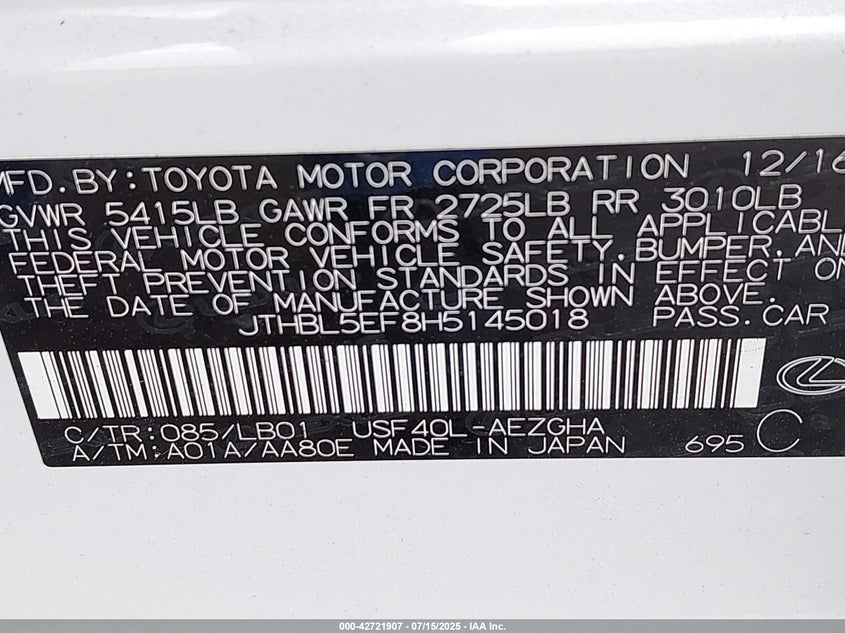 MFD. BY: TOYOTA MOTOR CORPORATION 12/16
GVWR 5415LB GAWR FR 2725LB RR 3010LB
THIS VEHICLE CONFORMS TO ALL APPLICABL
FEDERAL MOTOR VEHICLE SAFETY, BUMPER, AND
THEFT PREVENTION STANDARDS IN EFFECT ON
THE DATE OF MANUFACTURE SHOWN ABOVE.
JTHBL5EF8H5145018 PASS. CAR
C/TR: 085/LB01 USF40L-AEZGHA
A/TM: A01A/AA80E MADE IN JAPAN 695 C
000-42721907 - 07/15/2025 - IAA Inc.